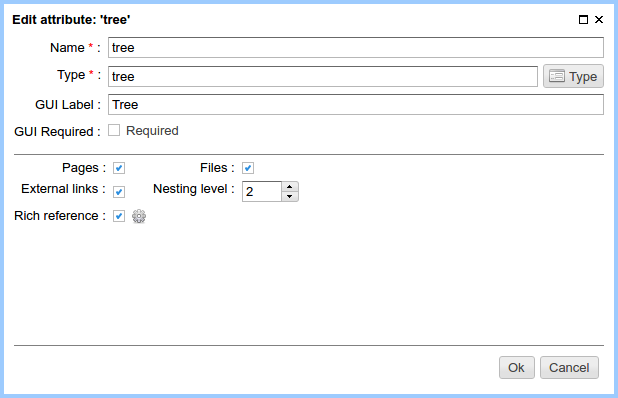 Edit attribute: 'tree'
Name * : tree
Type * : tree Type
GUI Label : Tree
GUI Required : Required
Pages : Files :
External links : Nesting level : 2
Rich reference :
Ok Cancel